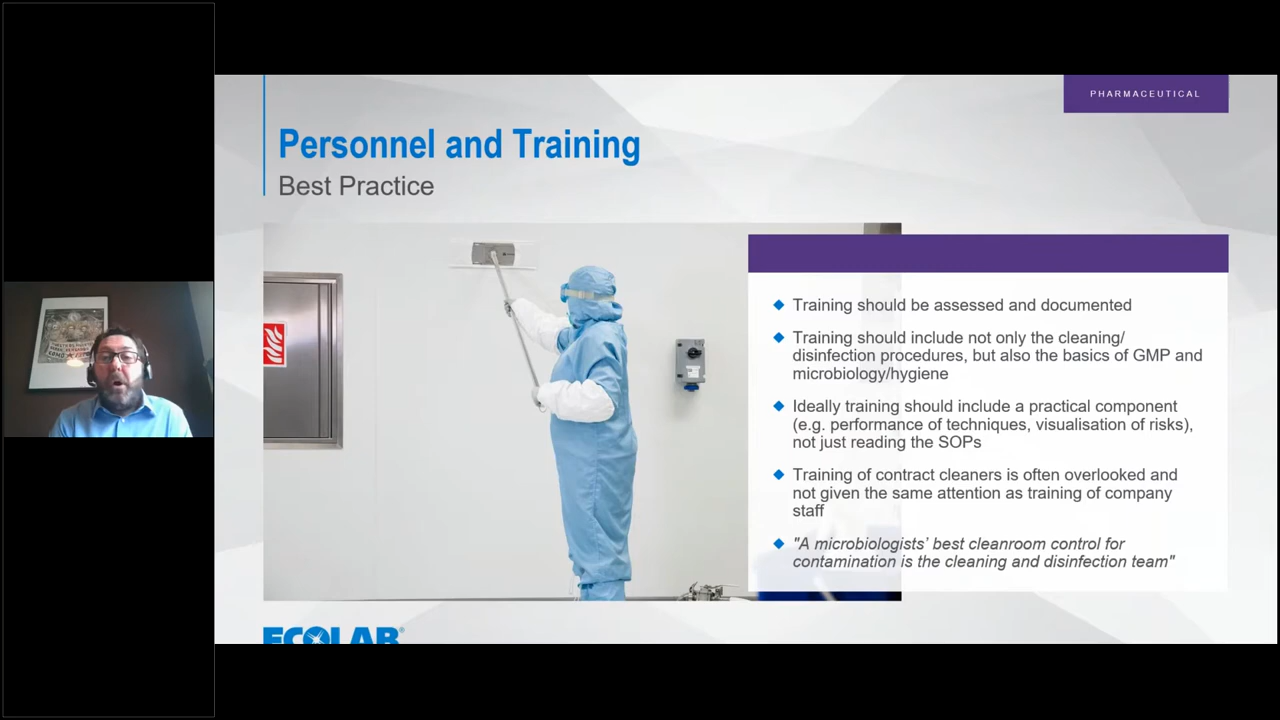 PHARMACEUTICAL
Personnel and Training
Best Practice
Training should be assessed and documented
Training should include not only the cleaning/
disinfection procedures, but also the basics of GMP and
microbiology/hygiene
Ideally training should include a practical component
(e.g. performance of techniques, visualisation of risks),
not just reading the SOPs
Training of contract cleaners is often overlooked and
not given the same attention as training of company
staff
"A microbiologists’ best cleanroom control for
contamination is the cleaning and disinfection team"
ECOLAB®